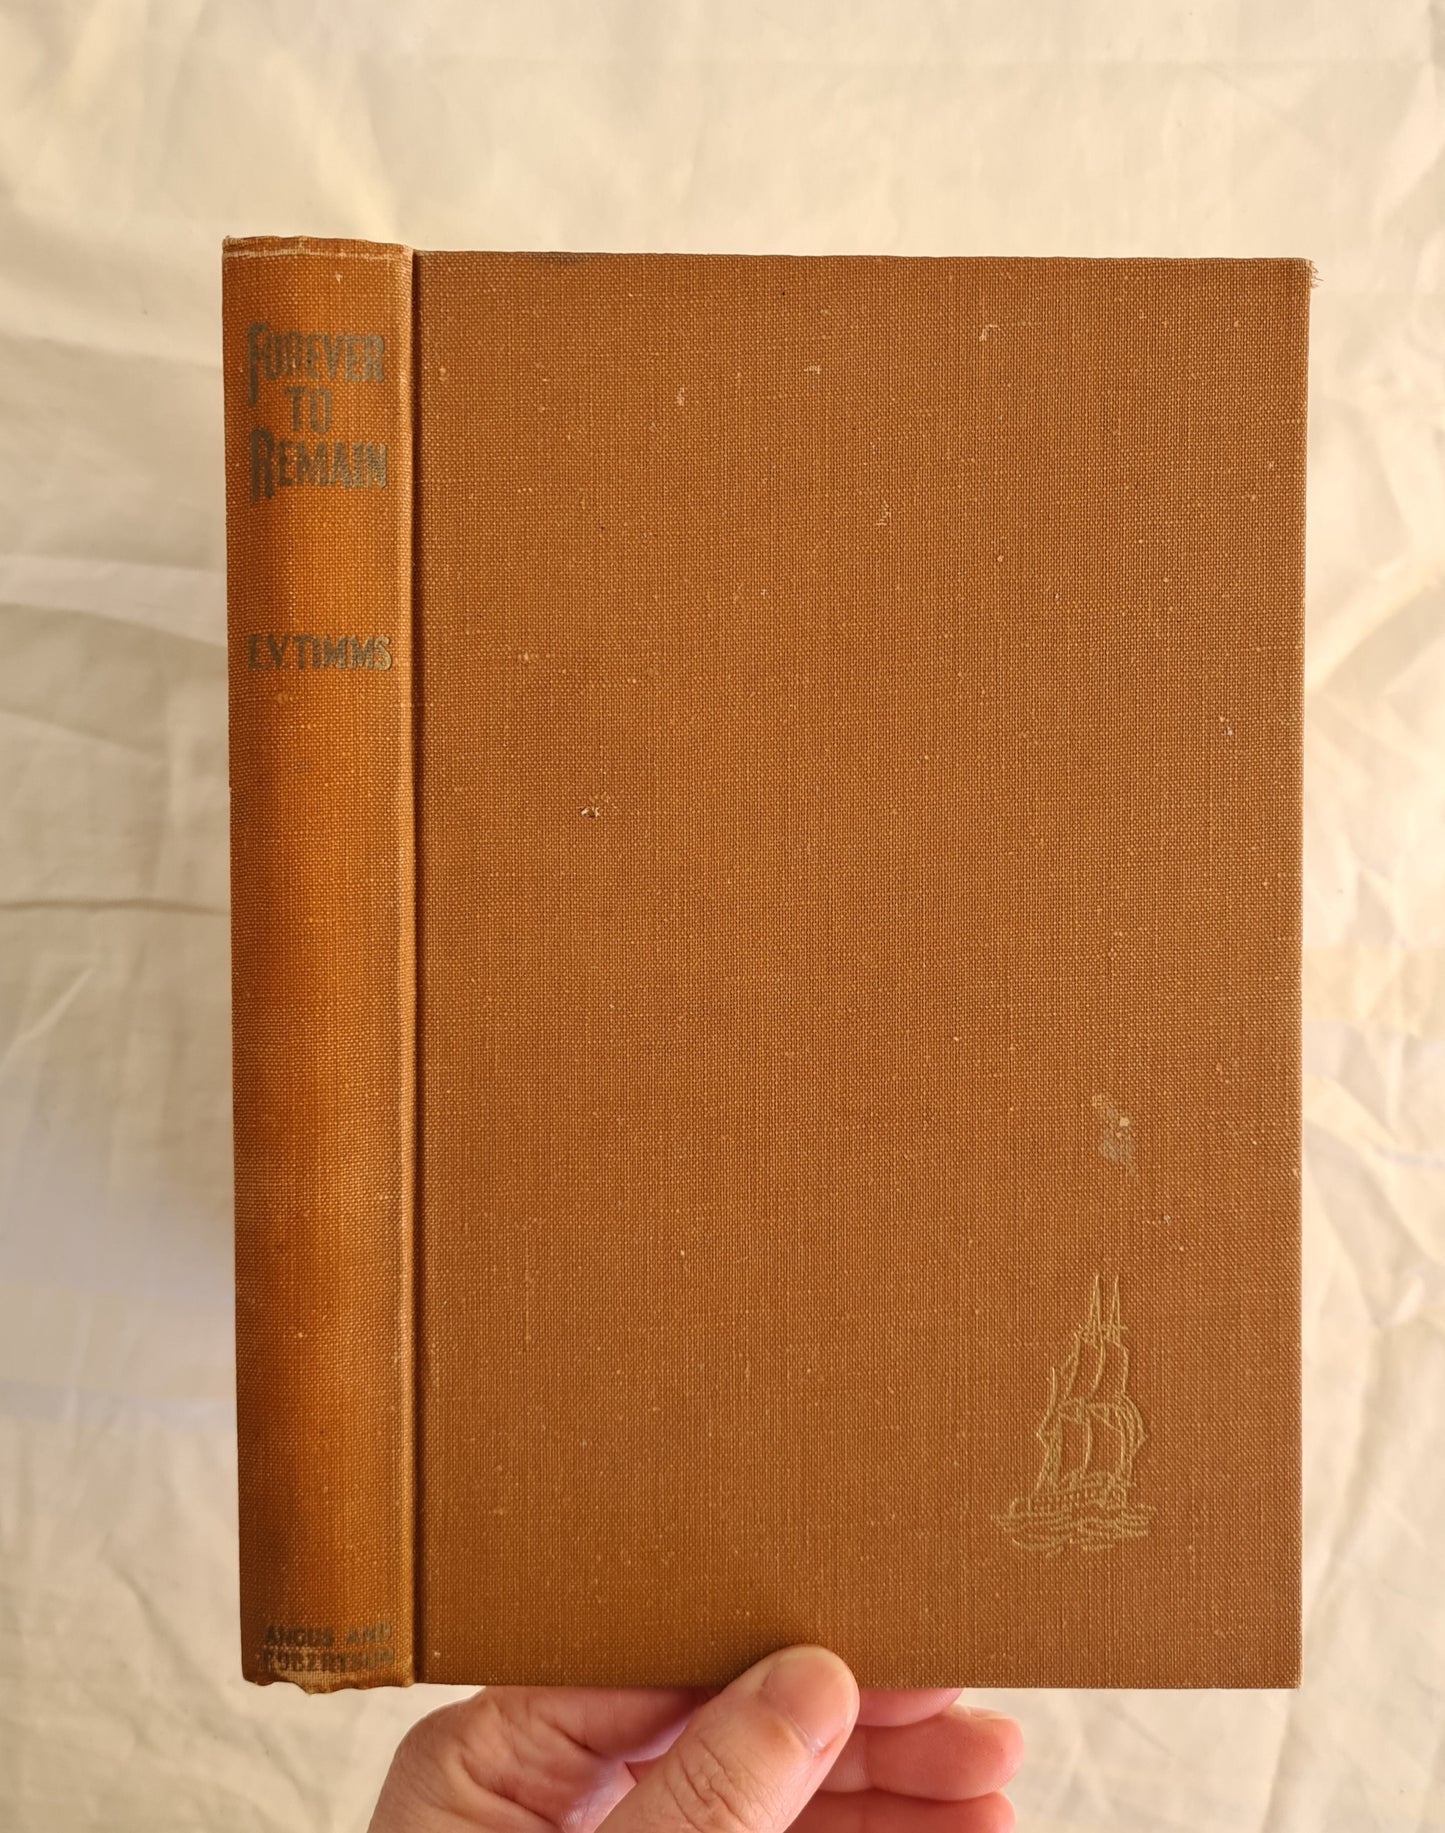 FOREVER
TO
REMAIN
E.V. TIMMS
ANGUS AND
ROBERTSON